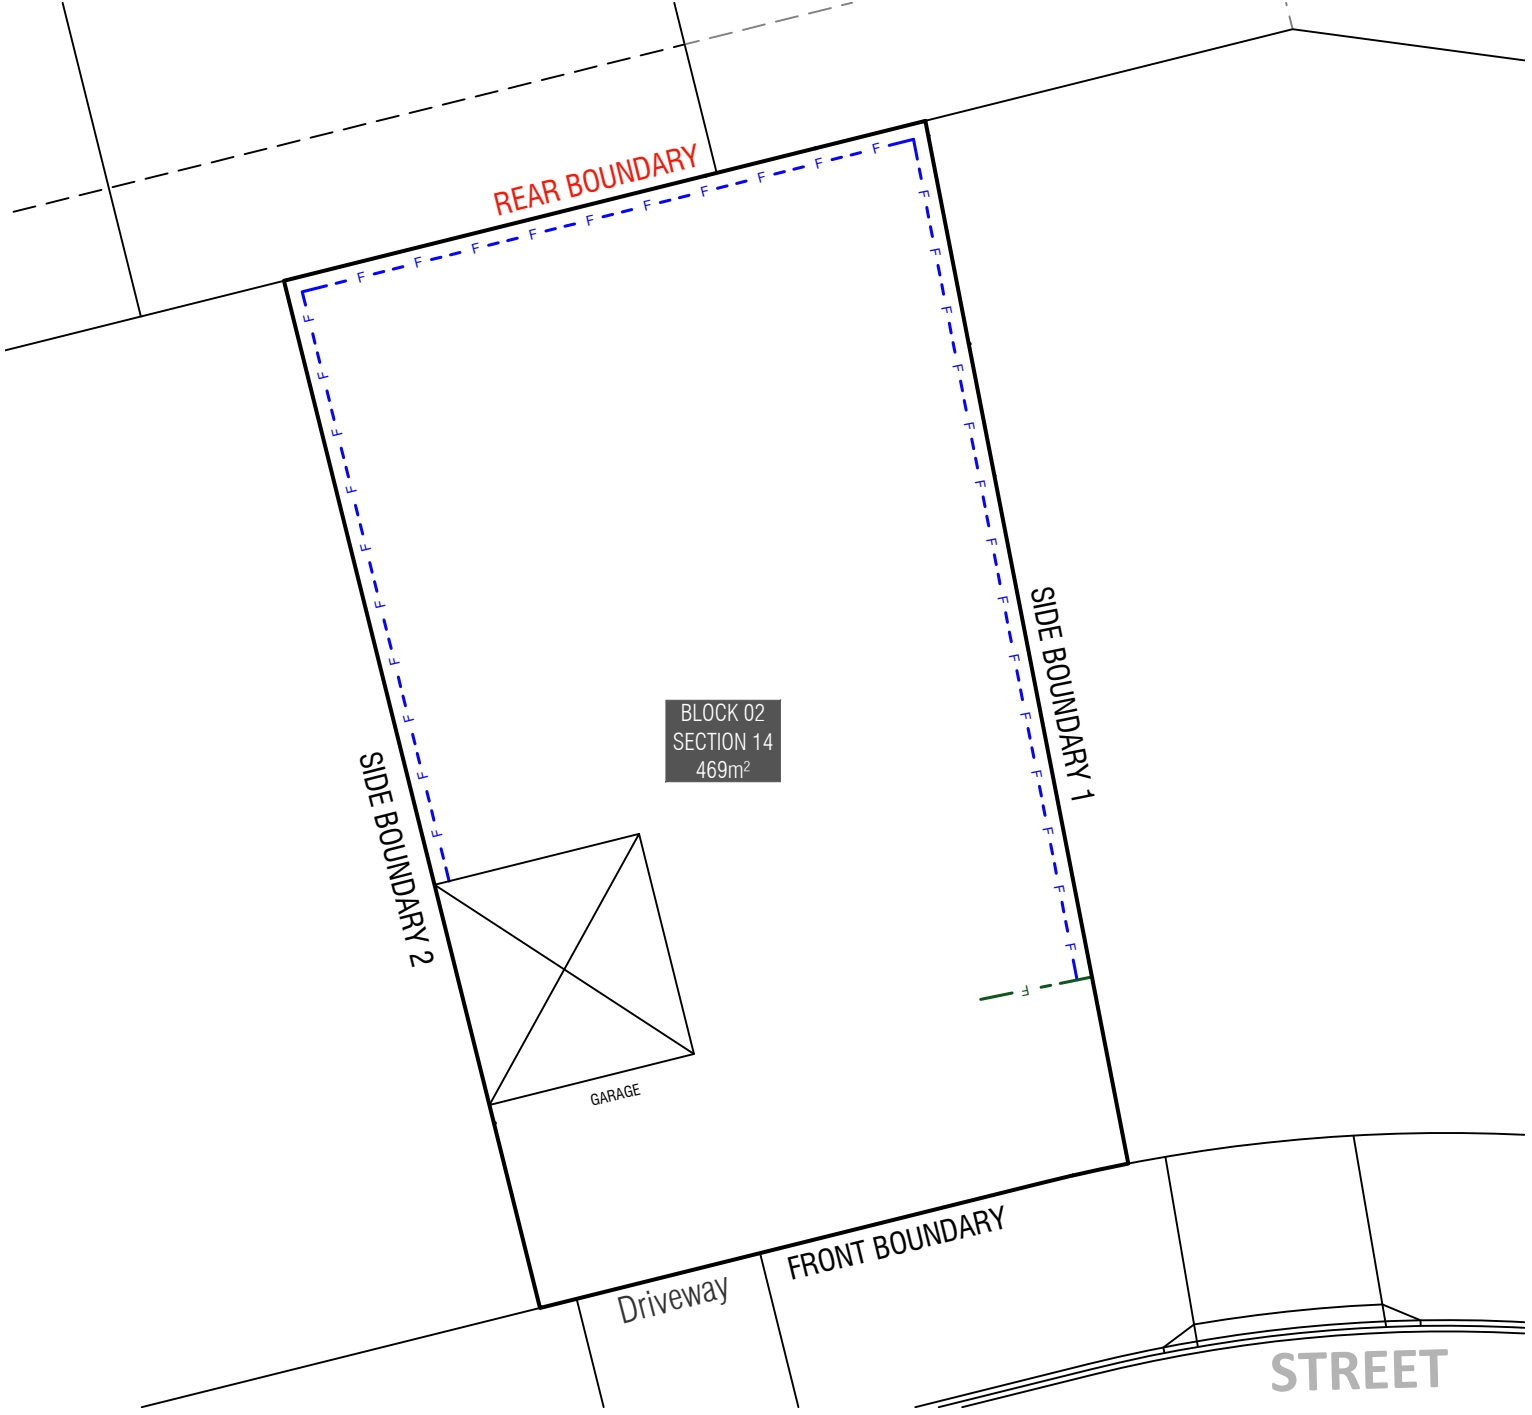 REAR BOUNDARY
F F F F F F F F F F
F F F F F F F F F F
F F F F F F F F F F F F F F
SIDE BOUNDARY 1
BLOCK 02
SECTION 14
469m²
SIDE BOUNDARY 2
F
GARAGE
FRONT BOUNDARY
Driveway
STREET